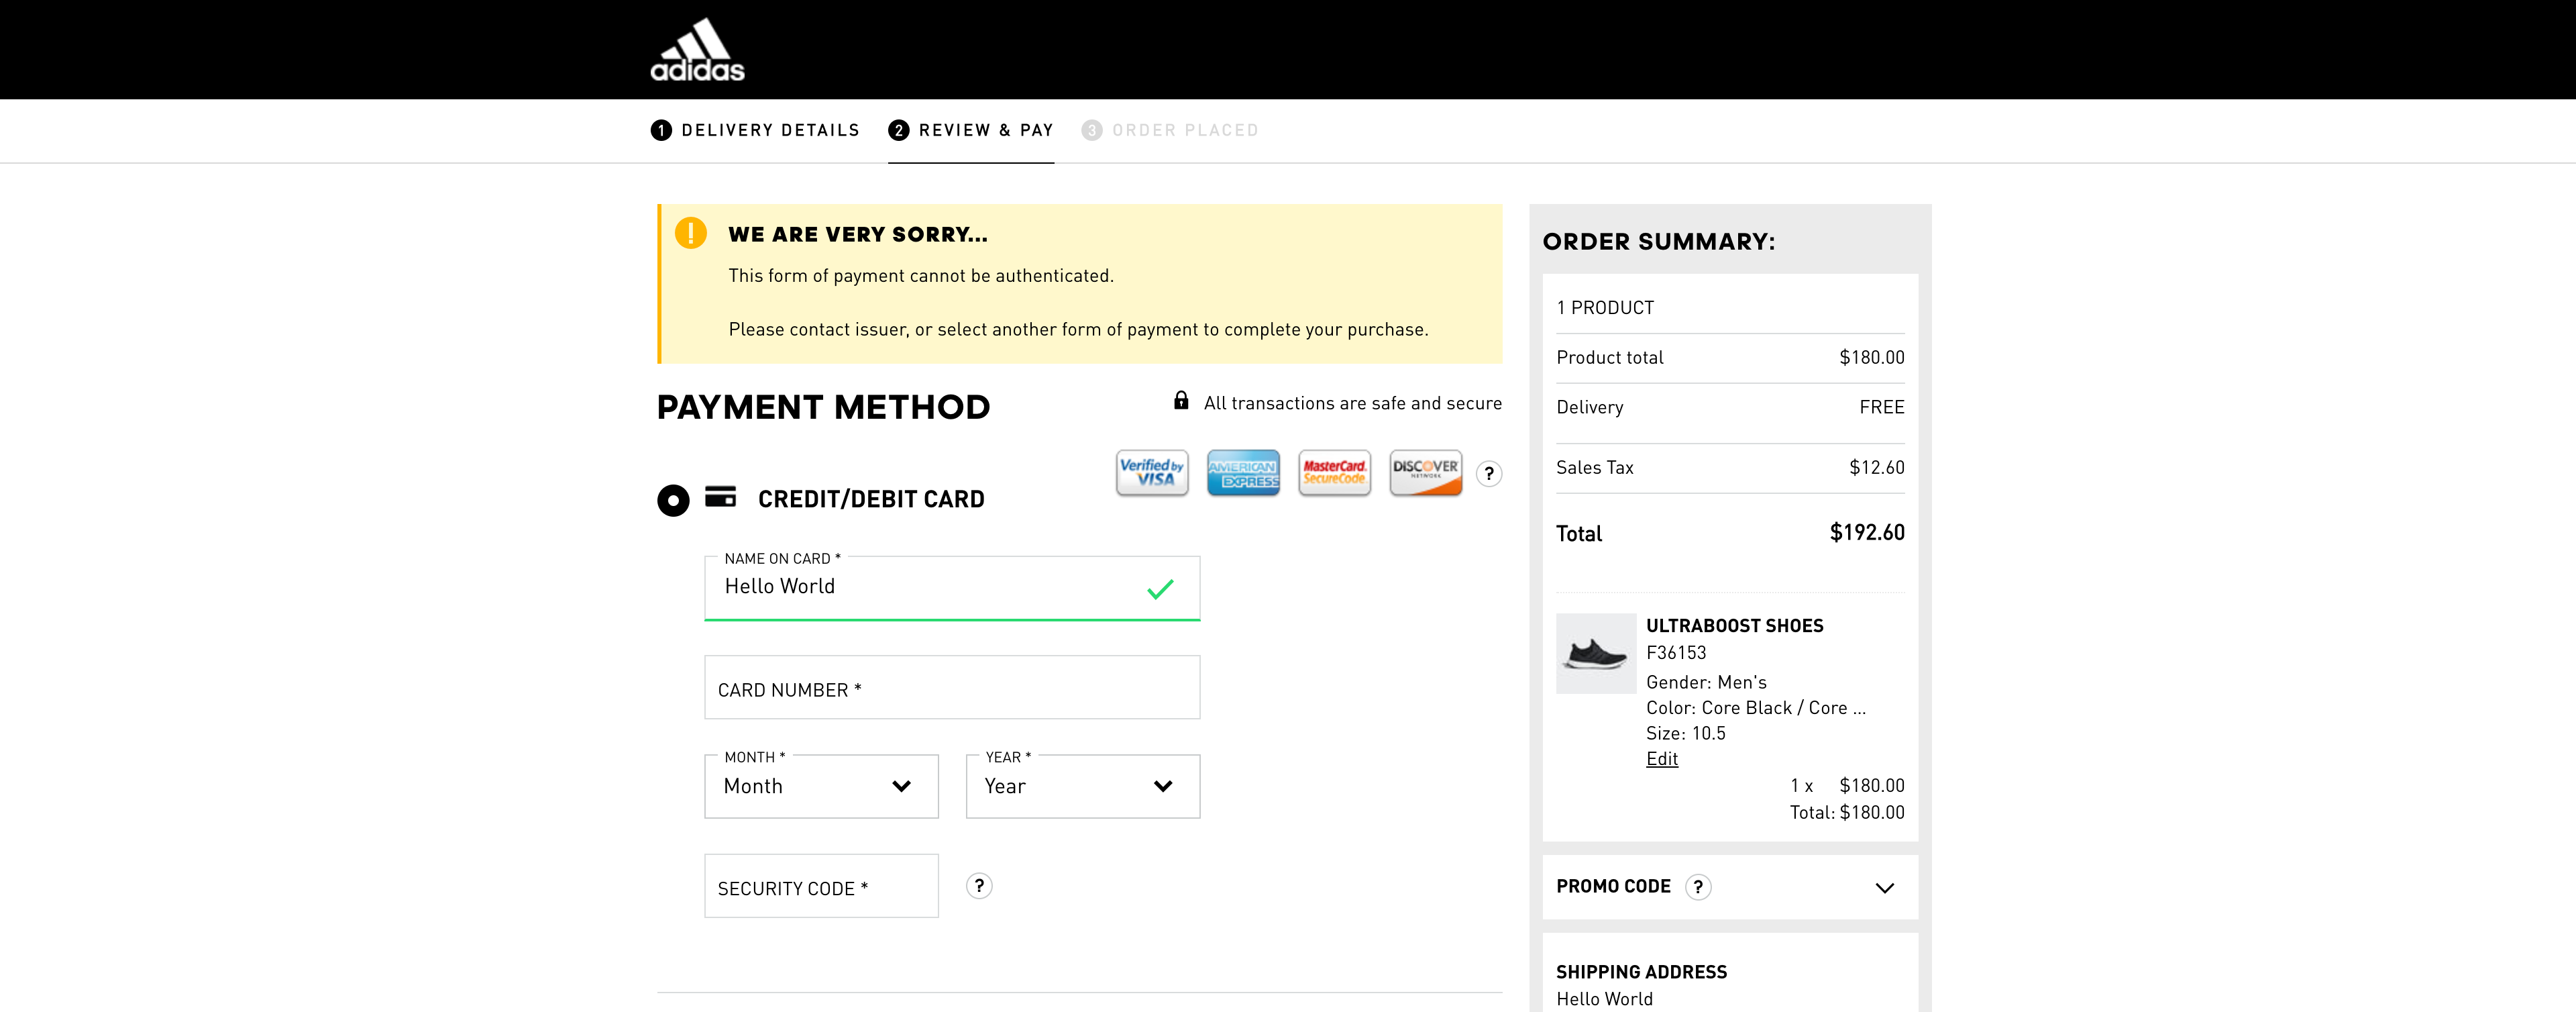 adidas
1 DELIVERY DETAILS 2 REVIEW & PAY 3 ORDER PLACED
! WE ARE VERY SORRY...
This form of payment cannot be authenticated.
Please contact issuer, or select another form of payment to complete your purchase.
PAYMENT METHOD
All transactions are safe and secure
CREDIT/DEBIT CARD
Verified by VISA
AMERICAN EXPRESS
MasterCard. SecureCode.
DISCOVER NETWORK
?
NAME ON CARD *
Hello World
CARD NUMBER *
MONTH *
Month
YEAR *
Year
SECURITY CODE *
?
ORDER SUMMARY:
1 PRODUCT
Product total $180.00
Delivery FREE
Sales Tax $12.60
Total $192.60
ULTRABOOST SHOES
F36153
Gender: Men's
Color: Core Black / Core ...
Size: 10.5
Edit
1 x $180.00
Total: $180.00
PROMO CODE ?
SHIPPING ADDRESS
Hello World